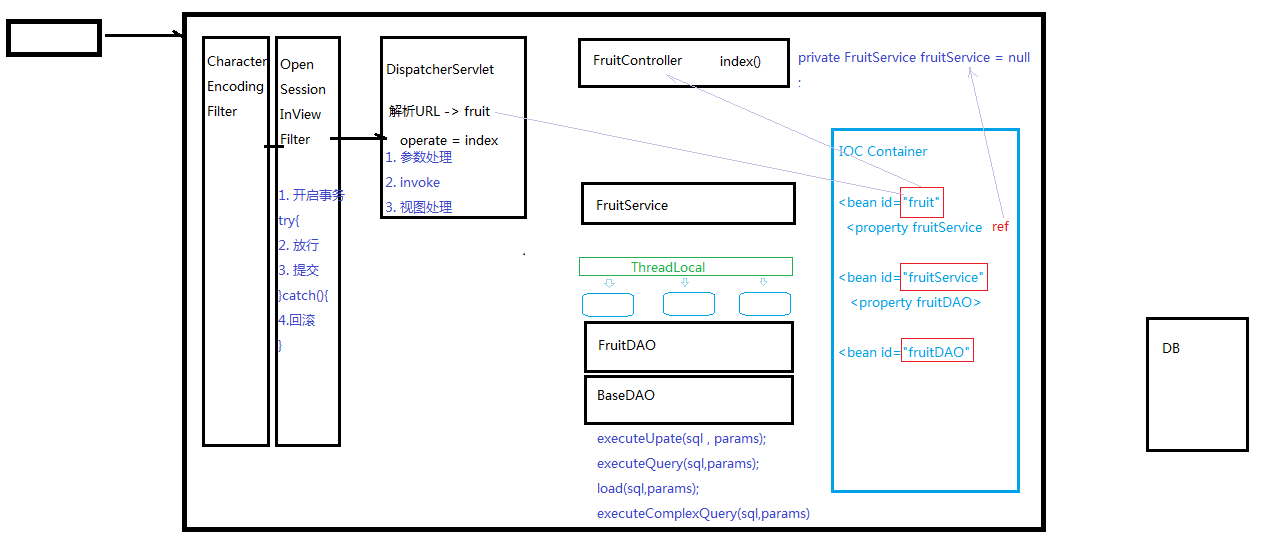 Character
Encoding
Filter
Open
Session
InView
Filter
1. 开启事务
try{
2. 放行
3. 提交
}catch(){
4.回滚
}
DispatcherServlet
解析URL -> fruit
operate = index
1. 参数处理
2. invoke
3. 视图处理
FruitController index()
private FruitService fruitService = null
:
FruitService
ThreadLocal
FruitDAO
BaseDAO
executeUpate(sql , params);
executeQuery(sql,params);
load(sql,params);
executeComplexQuery(sql,params)
IOC Container
<bean id="fruit"
<property fruitService ref
<bean id="fruitService"
<property fruitDAO>
<bean id="fruitDAO"
DB